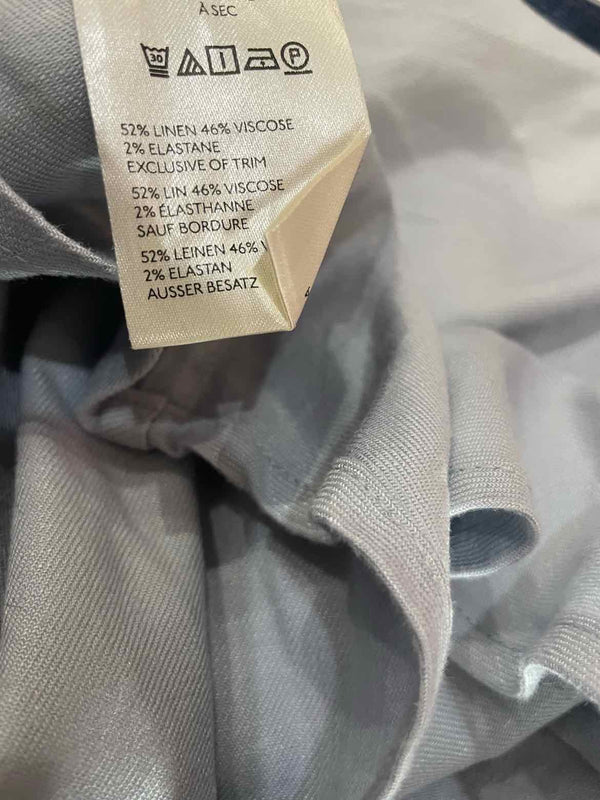 À SEC
30 P
52% LINEN 46% VISCOSE
2% ELASTANE
EXCLUSIVE OF TRIM
52% LIN 46% VISCOSE
2% ÉLASTHANNE
SAUF BORDURE
52% LEINEN 46%
2% ELASTAN
AUSSER BESATZ